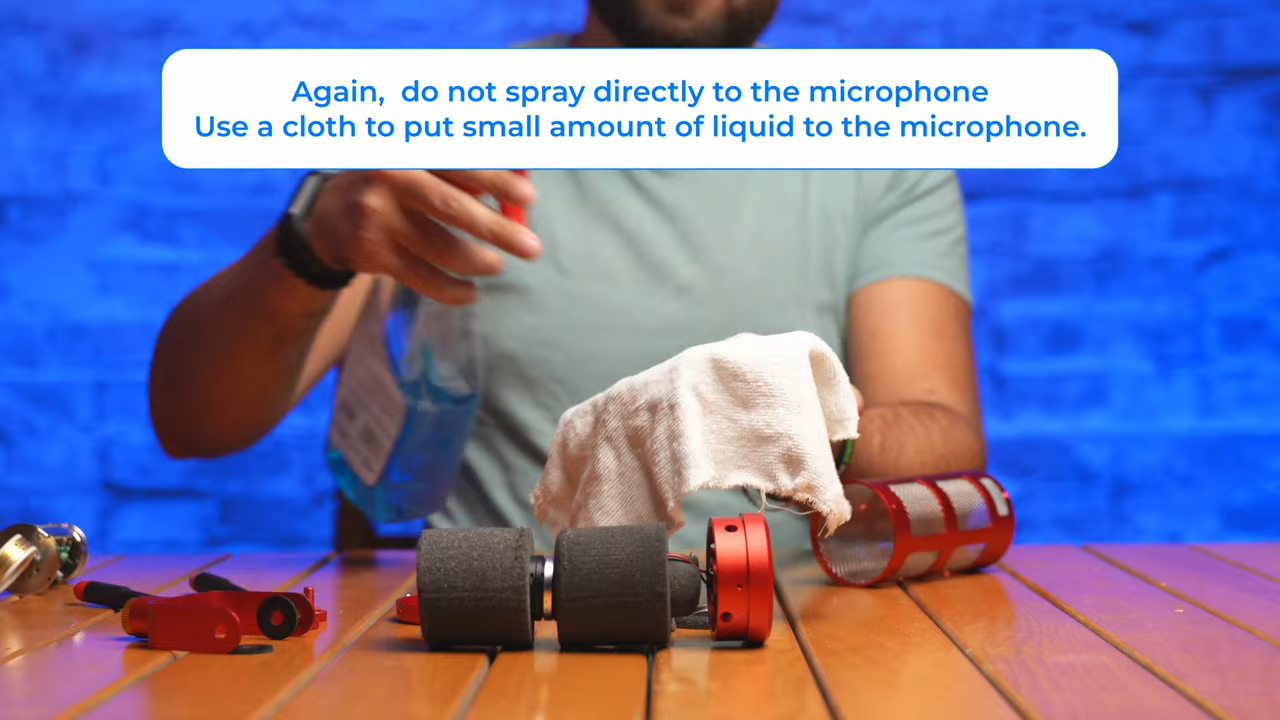 Again,  do not spray directly to the microphone
Use a cloth to put small amount of liquid to the microphone.